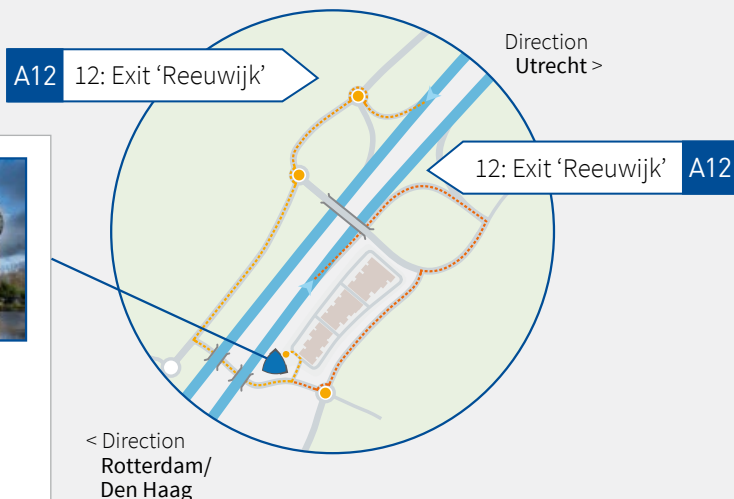 Direction
Utrecht >
A12 12: Exit ‘Reeuwijk’
12: Exit ‘Reeuwijk’ A12
< Direction
Rotterdam/
Den Haag